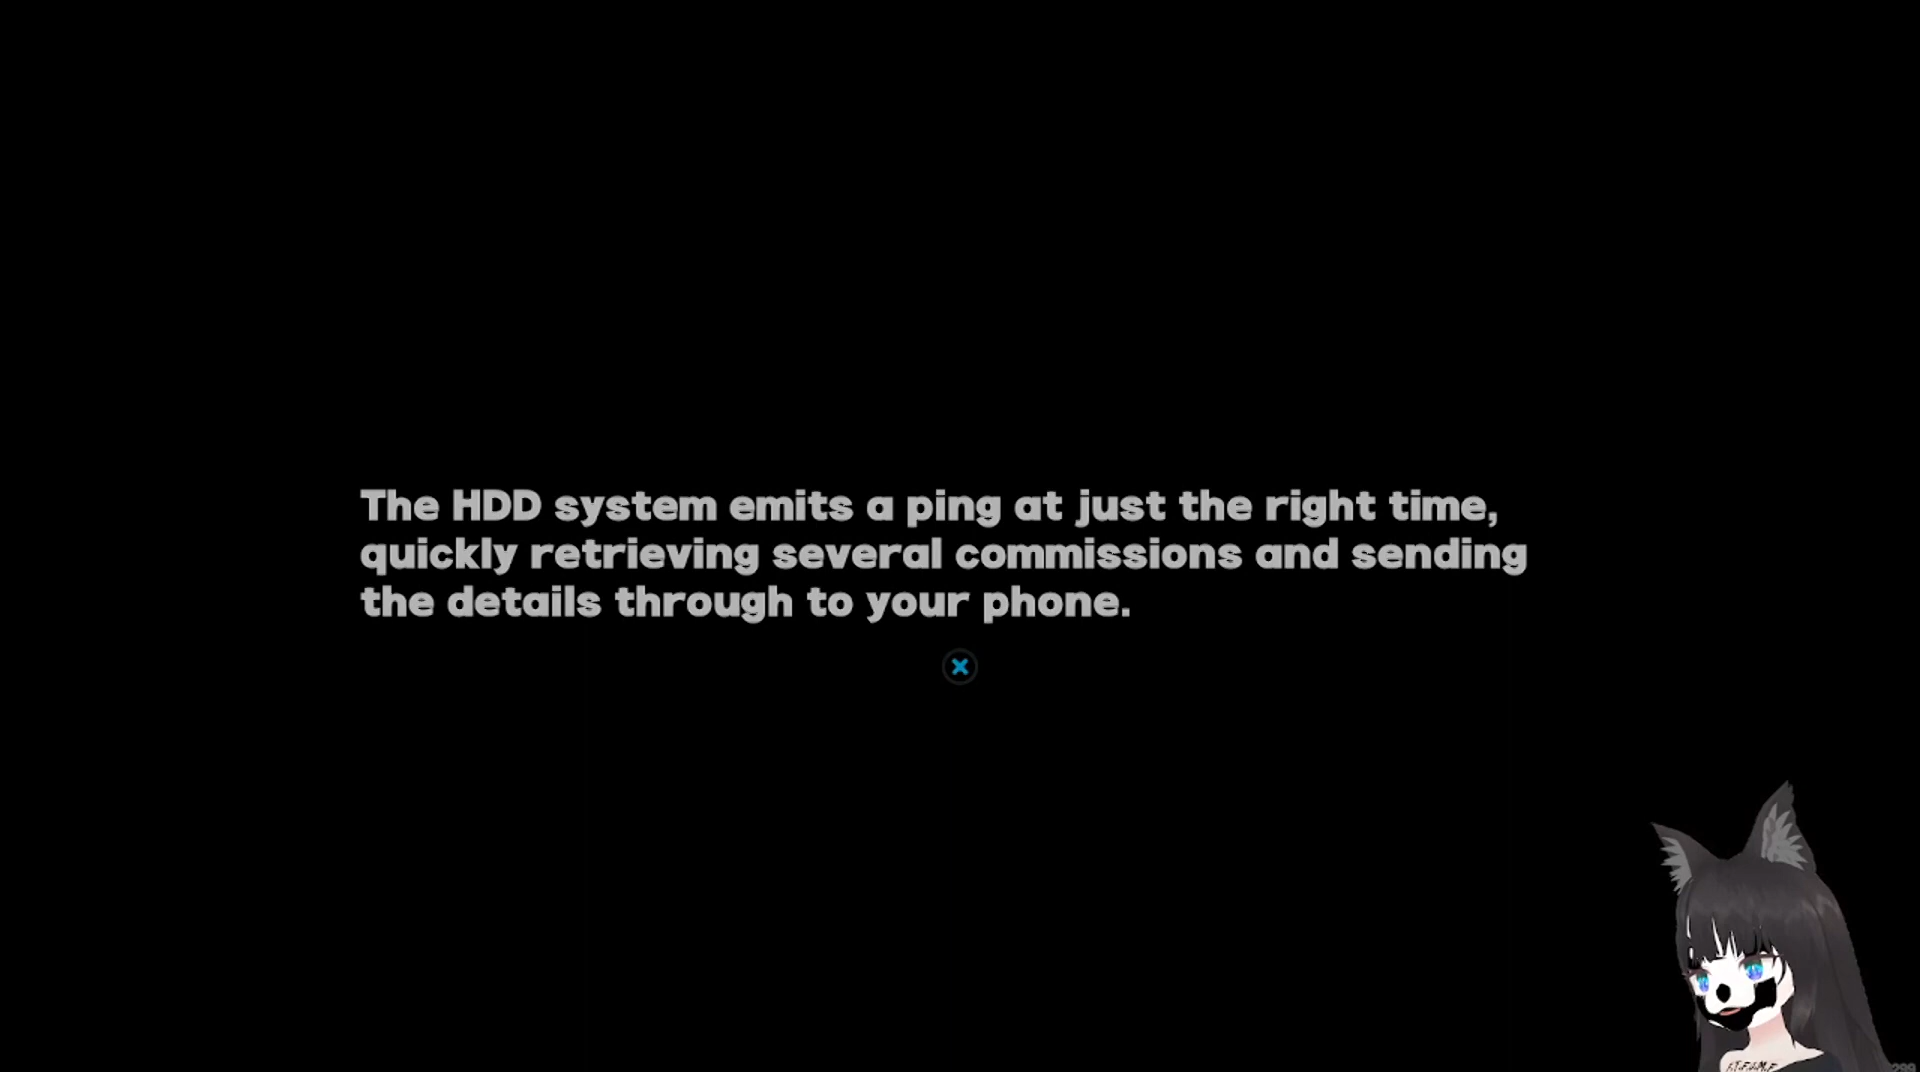 The HDD system emits a ping at just the right time,
quickly retrieving several commissions and sending
the details through to your phone.